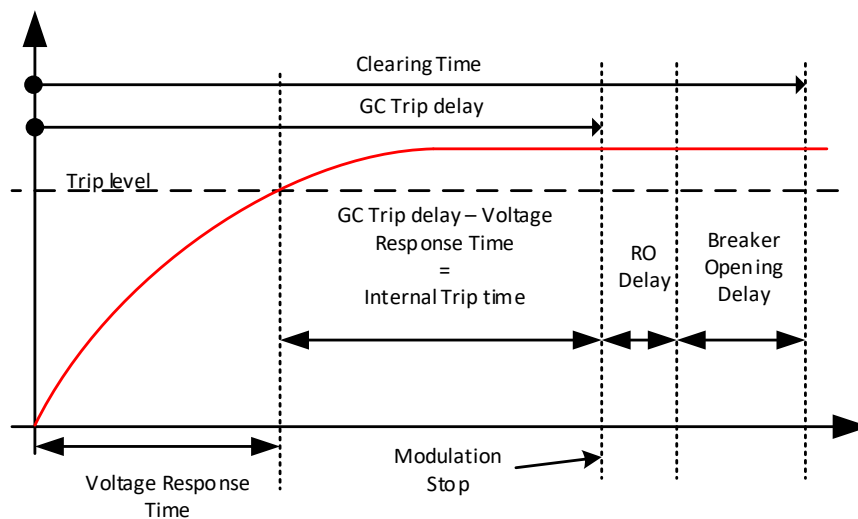 Clearing Time
GC Trip delay
Trip level
GC Trip delay – Voltage
Response Time
=
Internal Trip time
RO
Delay
Breaker
Opening
Delay
Voltage Response
Time
Modulation
Stop